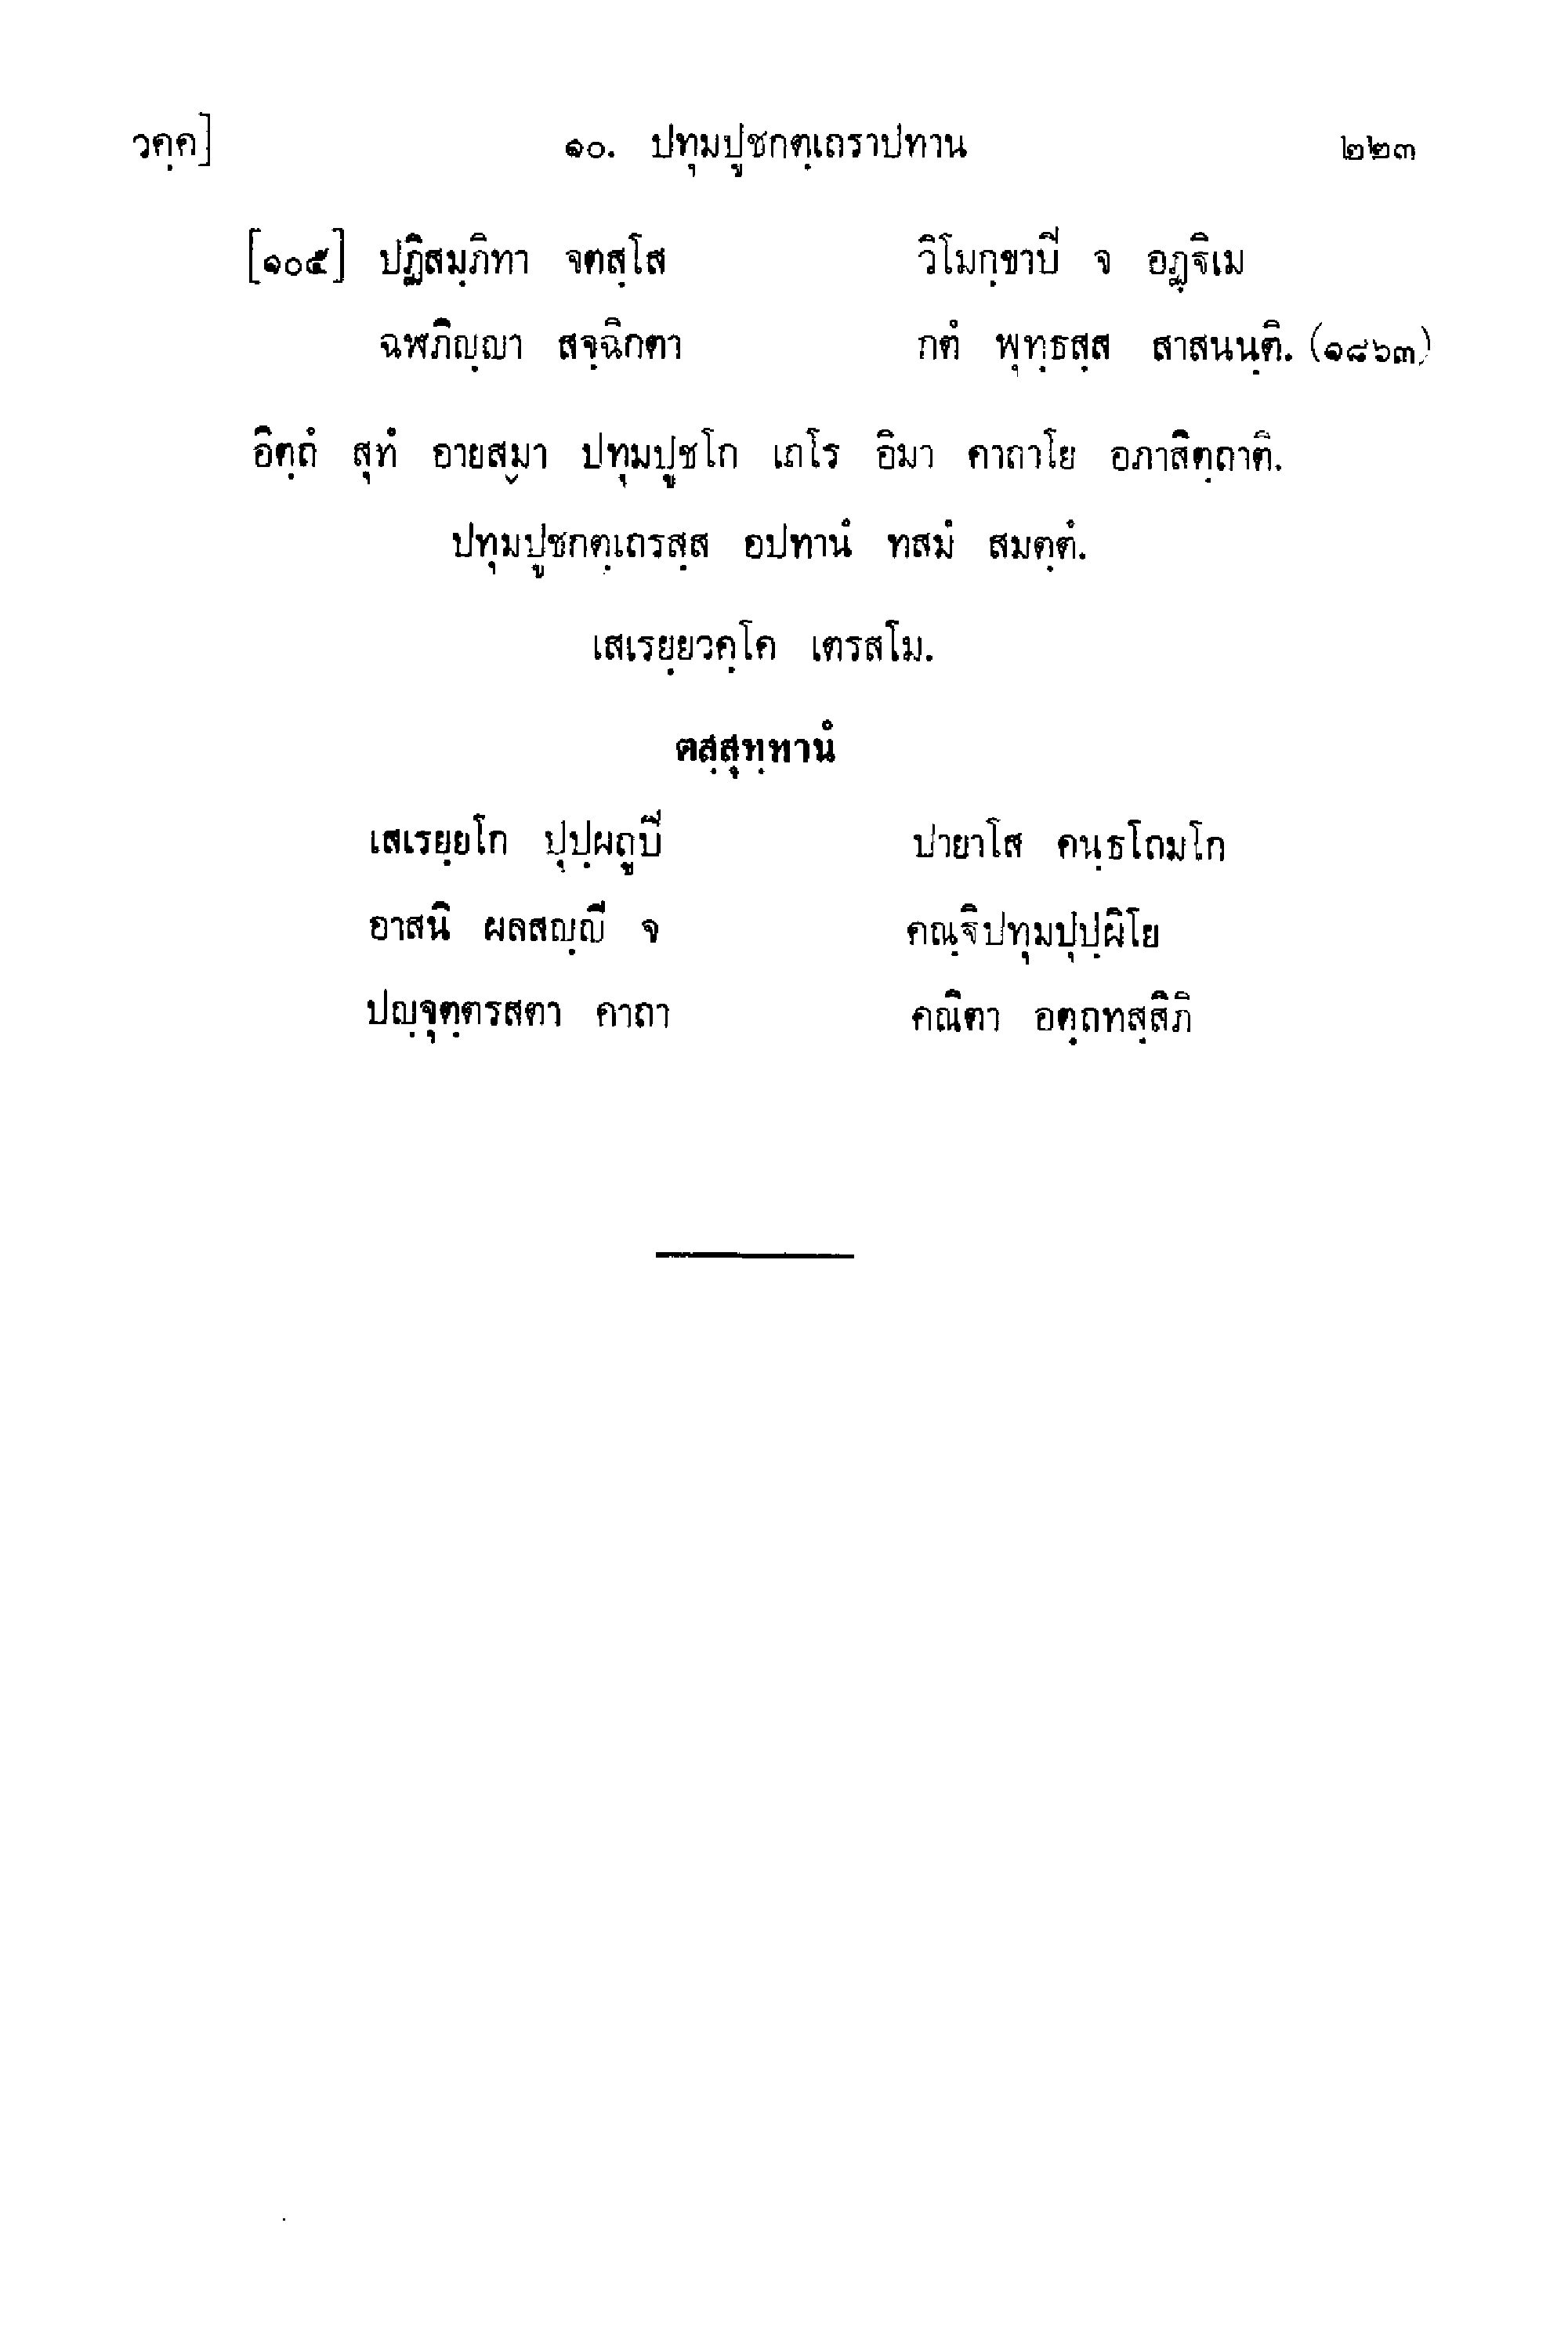 วคฺค] ๑๐. ปทุมปูชกตฺเถราปทาน ๒๒๓
[๑๐๕] ปฏิสมฺภิทา จตสฺโส วิโมกฺขาปี จ อฏฺฐิเม
ฉฬภิญฺญา สจฺฉิกตา กตํ พุทฺธสฺส สาสนนฺติ. (๑๘๖๓)
อิตฺถํ สุทํ อายสฺมา ปทุมปูชโก เถโร อิมา คาถาโย อภาสิตฺถาติ.
ปทุมปูชกตฺเถรสฺส อปทานํ ทสมํ สมตฺตํ.
เสเรยฺยวคฺโค เตรสโม.
ตสฺสุทฺทานํ
เสเรยฺยโก ปุปฺผถูปี ปายาโส คนฺธโถมโก
อาสนิ ผลสญฺญี จ คณฺฐิปทุมปุปฺผิโย
ปญฺจุตฺตรสตา คาถา คณิตา อตฺถทสฺสิภิ